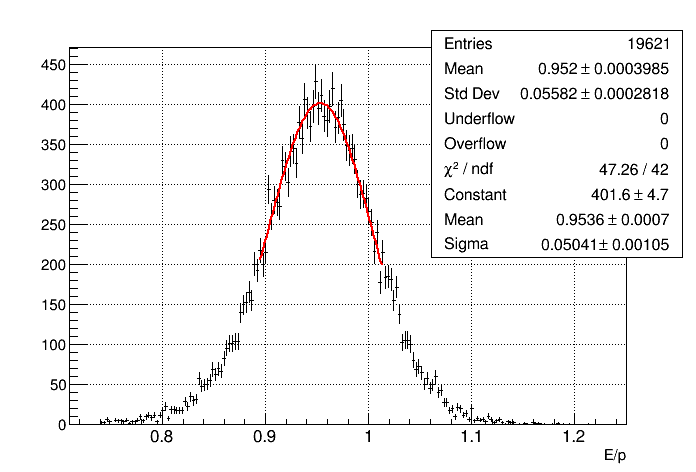 Entries 19621
Mean 0.952 ± 0.0003985
Std Dev 0.05582 ± 0.0002818
Underflow 0
Overflow 0
χ² / ndf 47.26 / 42
Constant 401.6 ± 4.7
Mean 0.9536 ± 0.0007
Sigma 0.05041 ± 0.00105
450
400
350
300
250
200
150
100
50
0
0.8 0.9 1 1.1 1.2
E/p